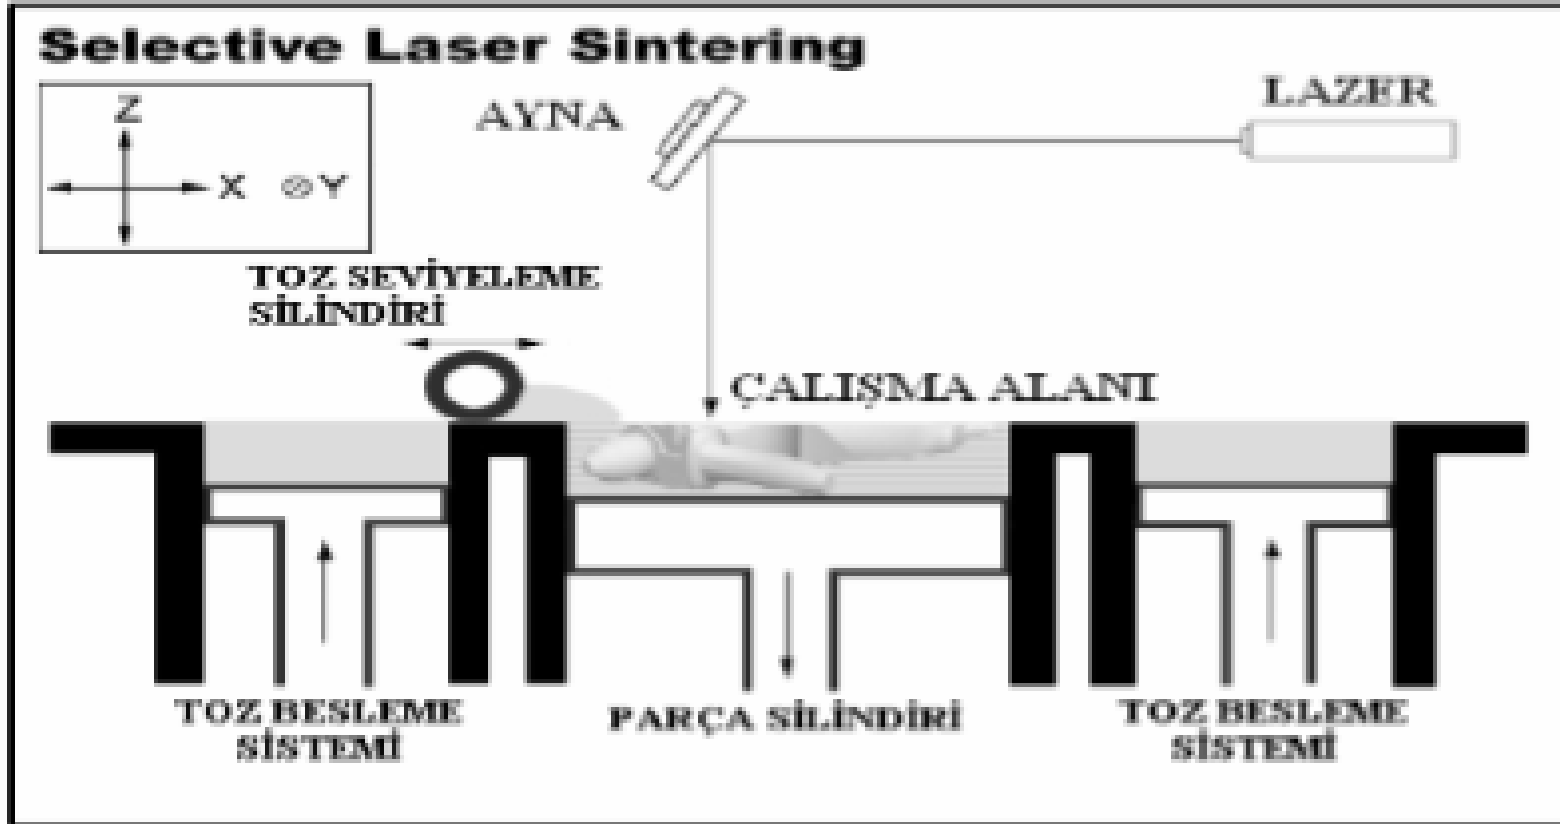 Selective Laser Sintering
Z
X
Y
AYNA
LAZER
TOZ SEVİYELEME
SİLİNDİRİ
ÇALIŞMA ALANI
TOZ BESLEME
SİSTEMİ
PARÇA SİLİNDİRİ
TOZ BESLEME
SİSTEMİ